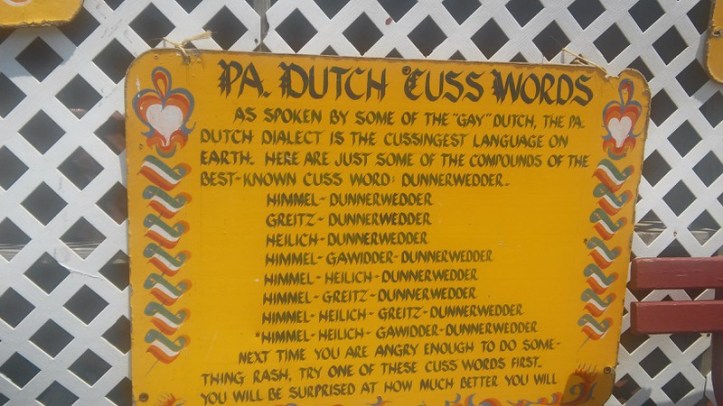 PA. DUTCH CUSS WORDS
AS SPOKEN BY SOME OF THE "GAY" DUTCH, THE PA.
DUTCH DIALECT IS THE CUSSINGEST LANGUAGE ON
EARTH. HERE ARE JUST SOME OF THE COMPOUNDS OF THE
BEST-KNOWN CUSS WORD: DUNNERWEDDER..
HIMMEL-DUNNERWEDDER
GREITZ-DUNNERWEDDER
HEILICH-DUNNERWEDDER
HIMMEL-GAWIDDER-DUNNERWEDDER
HIMMEL-HEILICH-DUNNERWEDDER
HIMMEL-GREITZ-DUNNERWEDDER
HIMMEL-HEILICH-GREITZ-DUNNERWEDDER
*HIMMEL-HEILICH-GAWIDDER-DUNNERWEDDER
NEXT TIME YOU ARE ANGRY ENOUGH TO DO SOME-
THING RASH, TRY ONE OF THESE CUSS WORDS FIRST..
YOU WILL BE SURPRISED AT HOW MUCH BETTER YOU WILL